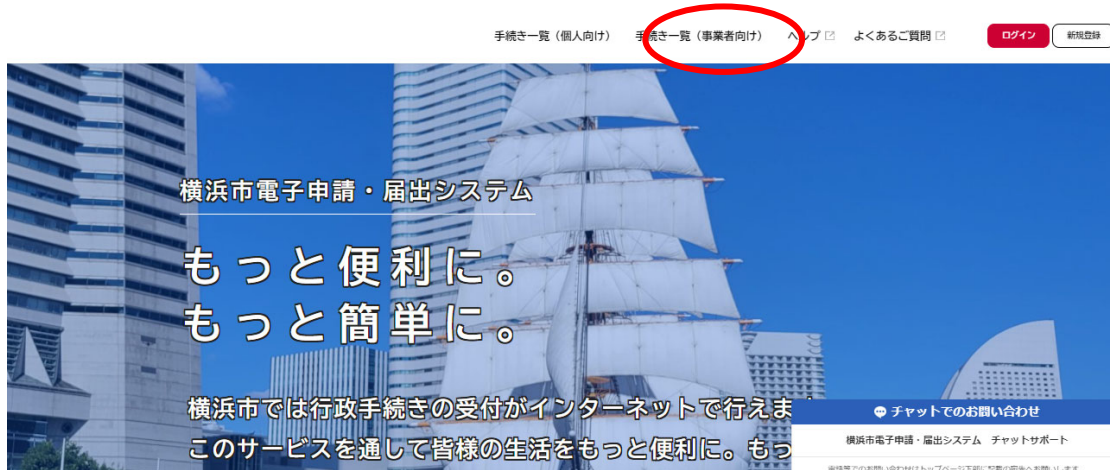 手続き一覧（個人向け） 手続き一覧（事業者向け） ヘルプ よくあるご質問 ログイン 新規登録
横浜市電子申請・届出システム
もっと便利に。
もっと簡単に。
横浜市では行政手続きの受付がインターネットで行えま
このサービスを通して皆様の生活をもっと便利に。もっ
チャットでのお問い合わせ
横浜市電子申請・届出システム チャットサポート